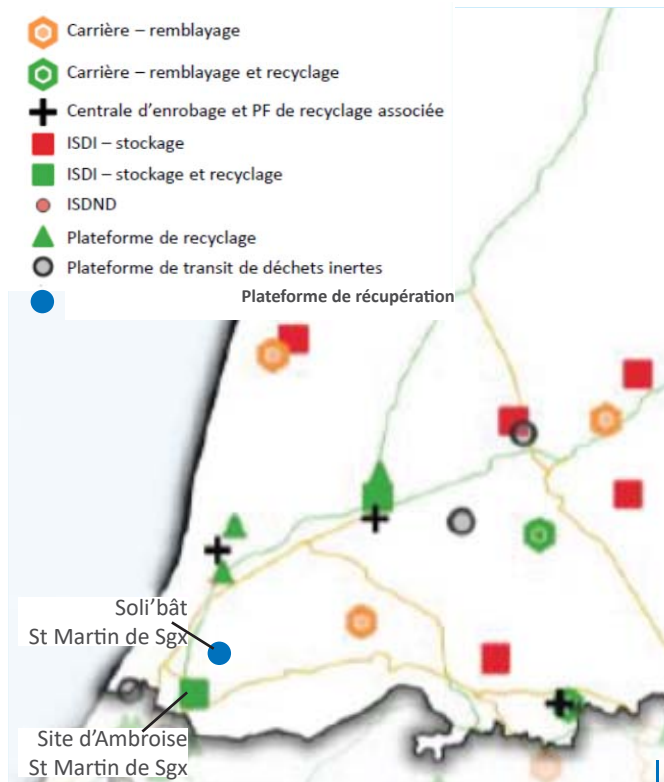 Carrière – remblayage
Carrière – remblayage et recyclage
Centrale d'enrobage et PF de recyclage associée
ISDI – stockage
ISDI – stockage et recyclage
ISDND
Plateforme de recyclage
Plateforme de transit de déchets inertes
Plateforme de récupération
Soli'bât
St Martin de Sgx
Site d'Ambroise
St Martin de Sgx